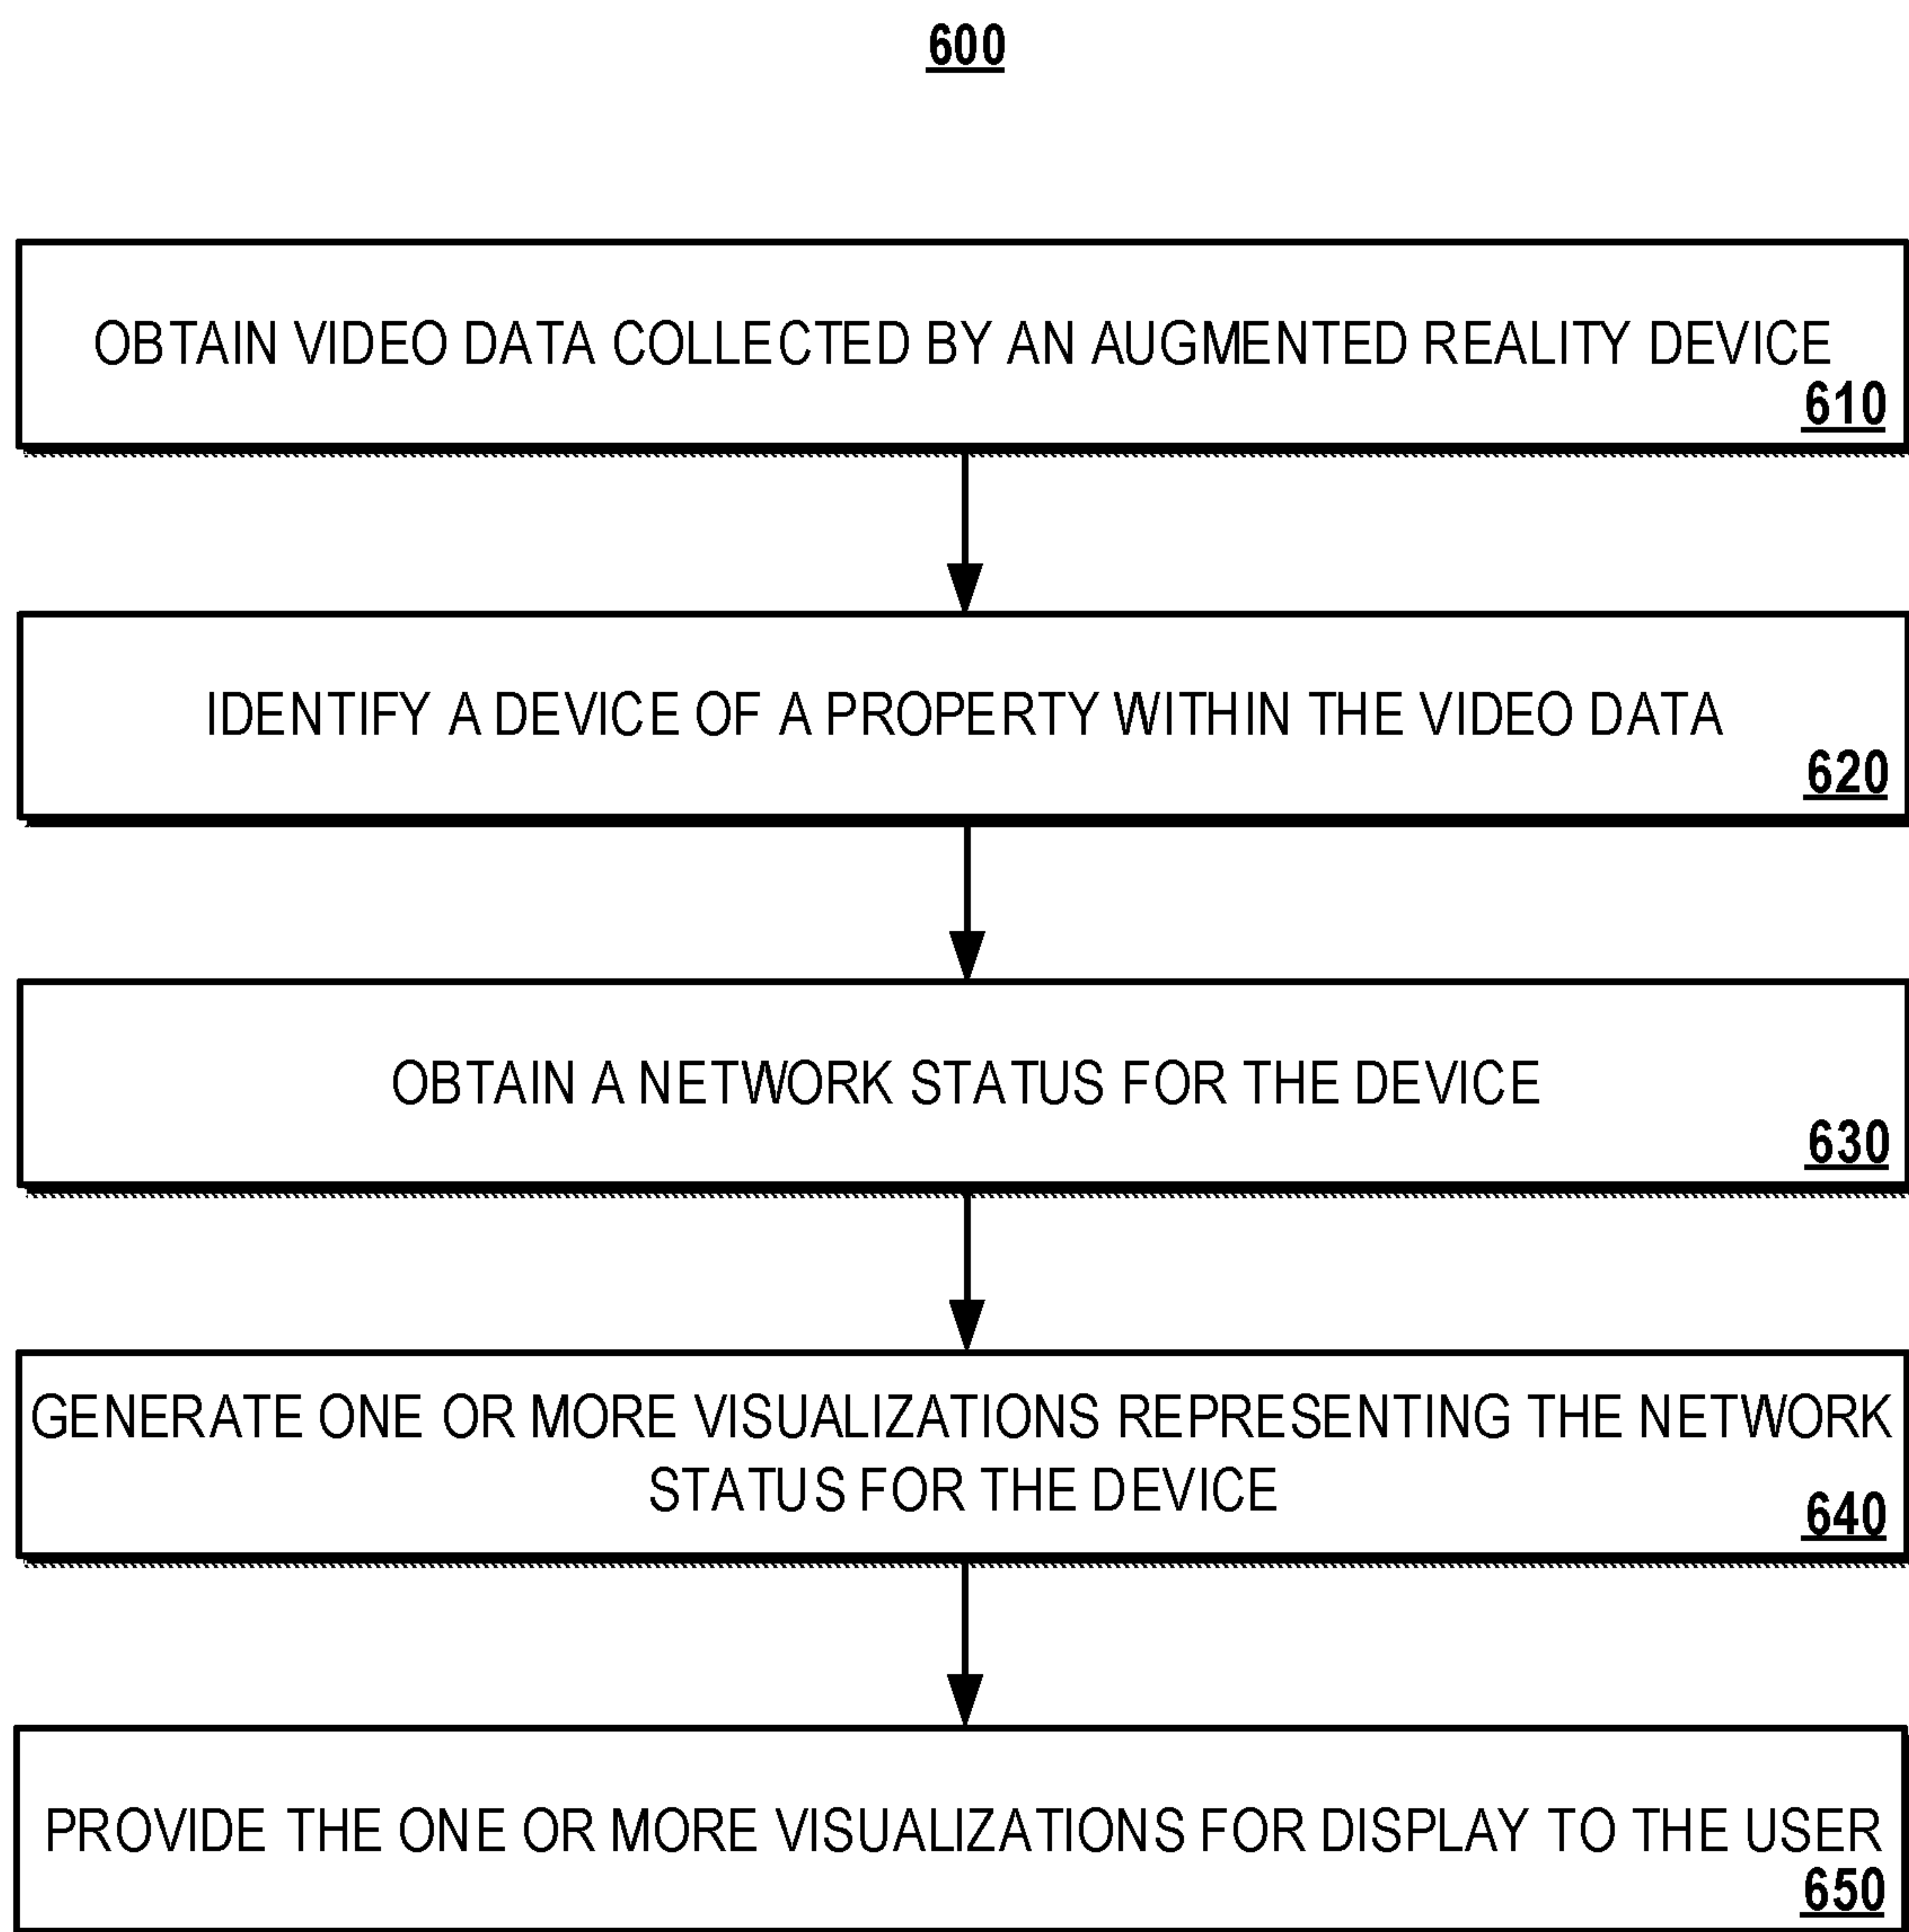 600
OBTAIN VIDEO DATA COLLECTED BY AN AUGMENTED REALITY DEVICE
610
IDENTIFY A DEVICE OF A PROPERTY WITHIN THE VIDEO DATA
620
OBTAIN A NETWORK STATUS FOR THE DEVICE
630
GENERATE ONE OR MORE VISUALIZATIONS REPRESENTING THE NETWORK
STATUS FOR THE DEVICE
640
PROVIDE THE ONE OR MORE VISUALIZATIONS FOR DISPLAY TO THE USER
650